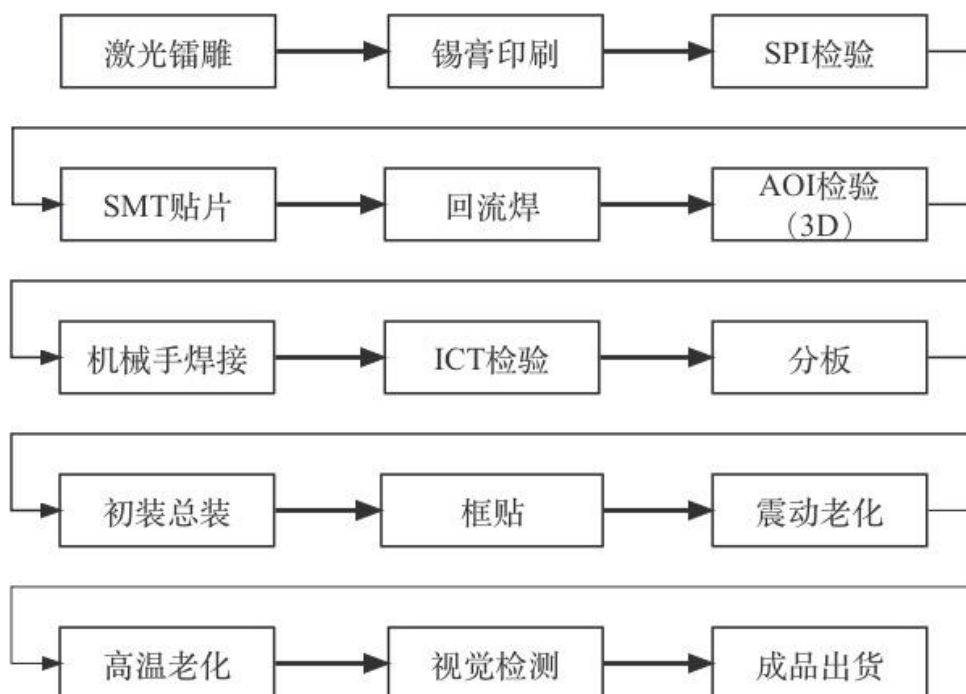 激光镭雕
锡膏印刷
SPI检验
SMT贴片
回流焊
AOI检验
（3D）
机械手焊接
ICT检验
分板
初装总装
框贴
震动老化
高温老化
视觉检测
成品出货